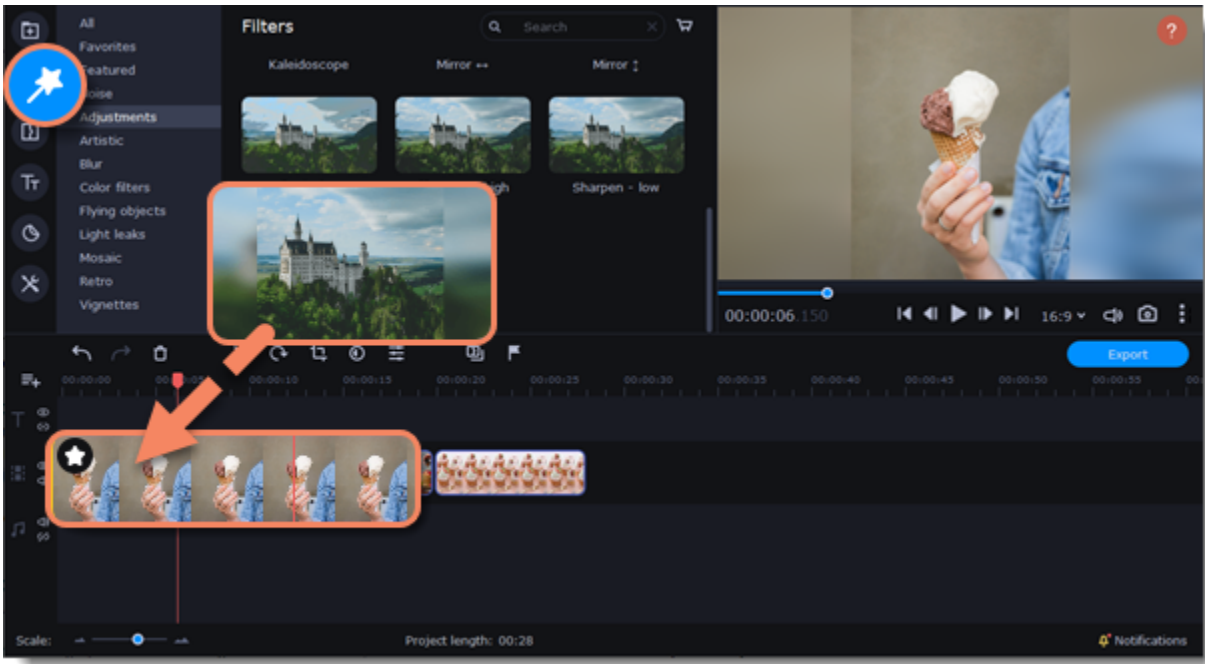 All
Favorites
Featured
Noise
Adjustments
Artistic
Blur
Color filters
Flying objects
Light leaks
Mosaic
Retro
Vignettes
Filters
Search
Kaleidoscope
Mirror ↔
Mirror ↕
Sharpen - low
?
00:00:06.150
16:9
Export
00:00:00
00:00:10
00:00:15
00:00:20
00:00:25
00:00:30
00:00:35
00:00:40
00:00:45
00:00:50
00:00:55
Scale:
Project length: 00:28
Notifications